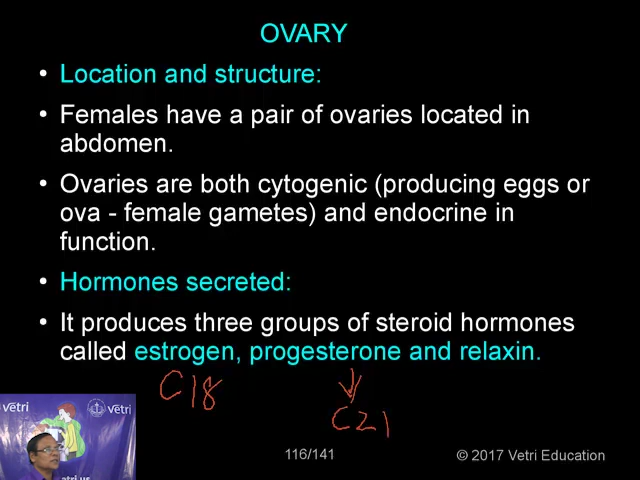 OVARY
• Location and structure:
• Females have a pair of ovaries located in
abdomen.
• Ovaries are both cytogenic (producing eggs or
ova - female gametes) and endocrine in
function.
• Hormones secreted:
• It produces three groups of steroid hormones
called estrogen, progesterone and relaxin.
C18
C21
vetri
Vetri
116/141
© 2017 Vetri Education